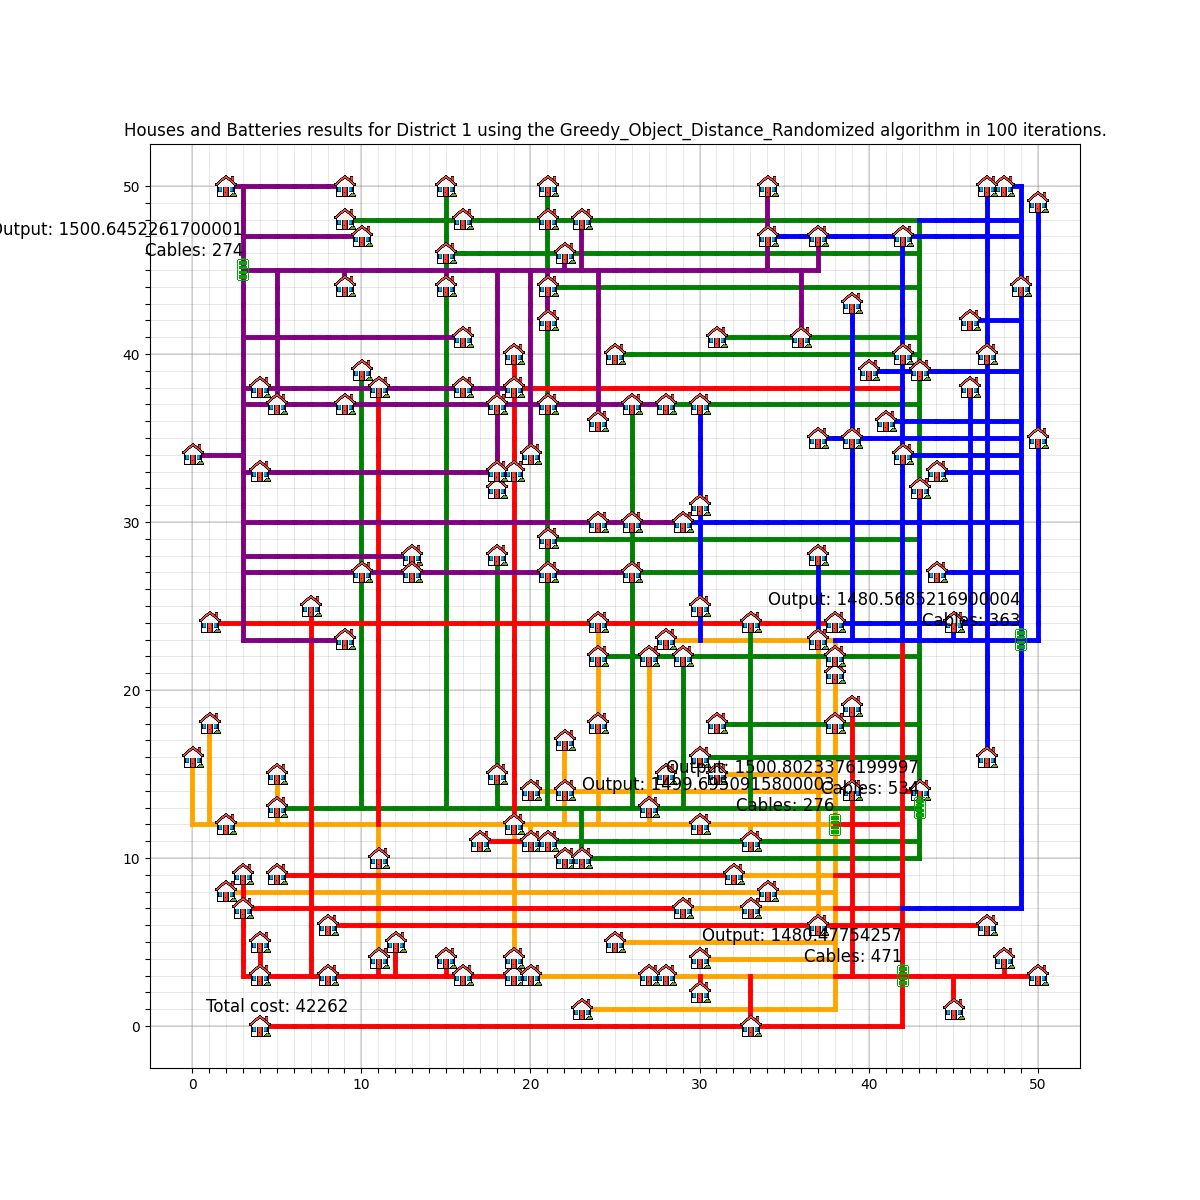 Houses and Batteries results for District 1 using the Greedy_Object_Distance_Randomized algorithm in 100 iterations.
50
Output: 1500.6452261700001
Cables: 274
40
30
Output: 1480.5685216900004
Cables: 363
20
Output: 1500.8023376199997
Cables: 534
Output: 1499.6950915800003
Cables: 276
10
Output: 1480.47754257
Cables: 471
Total cost: 42262
0
0 10 20 30 40 50